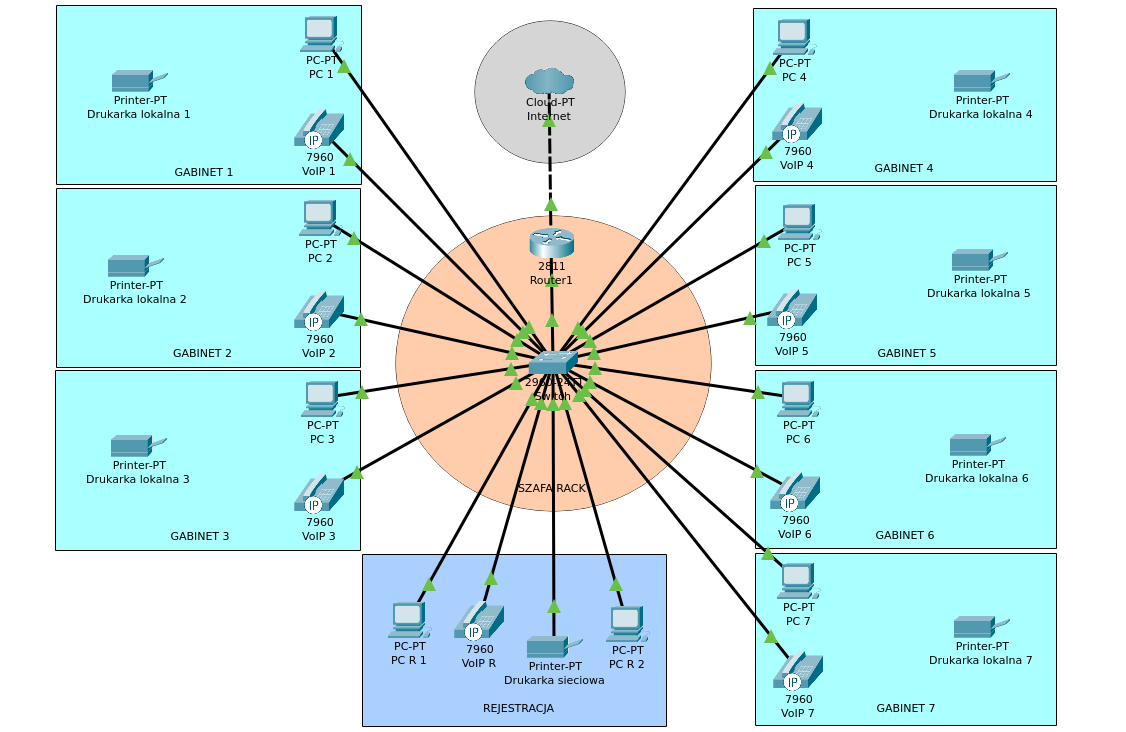 PC-PT
PC 1
Printer-PT
Drukarka lokalna 1
IP
7960
VoIP 1
GABINET 1
PC-PT
PC 2
Printer-PT
Drukarka lokalna 2
IP
7960
VoIP 2
GABINET 2
PC-PT
PC 3
Printer-PT
Drukarka lokalna 3
IP
7960
VoIP 3
GABINET 3
Cloud-PT
Internet
2811
Router1
2960-24TT
Switch
SZAFA RACK
PC-PT
PC R 1
IP
7960
VoIP R
Printer-PT
Drukarka sieciowa
PC-PT
PC R 2
REJESTRACJA
PC-PT
PC 4
Printer-PT
Drukarka lokalna 4
IP
7960
VoIP 4
GABINET 4
PC-PT
PC 5
Printer-PT
Drukarka lokalna 5
IP
7960
VoIP 5
GABINET 5
PC-PT
PC 6
Printer-PT
Drukarka lokalna 6
IP
7960
VoIP 6
GABINET 6
PC-PT
PC 7
Printer-PT
Drukarka lokalna 7
IP
7960
VoIP 7
GABINET 7